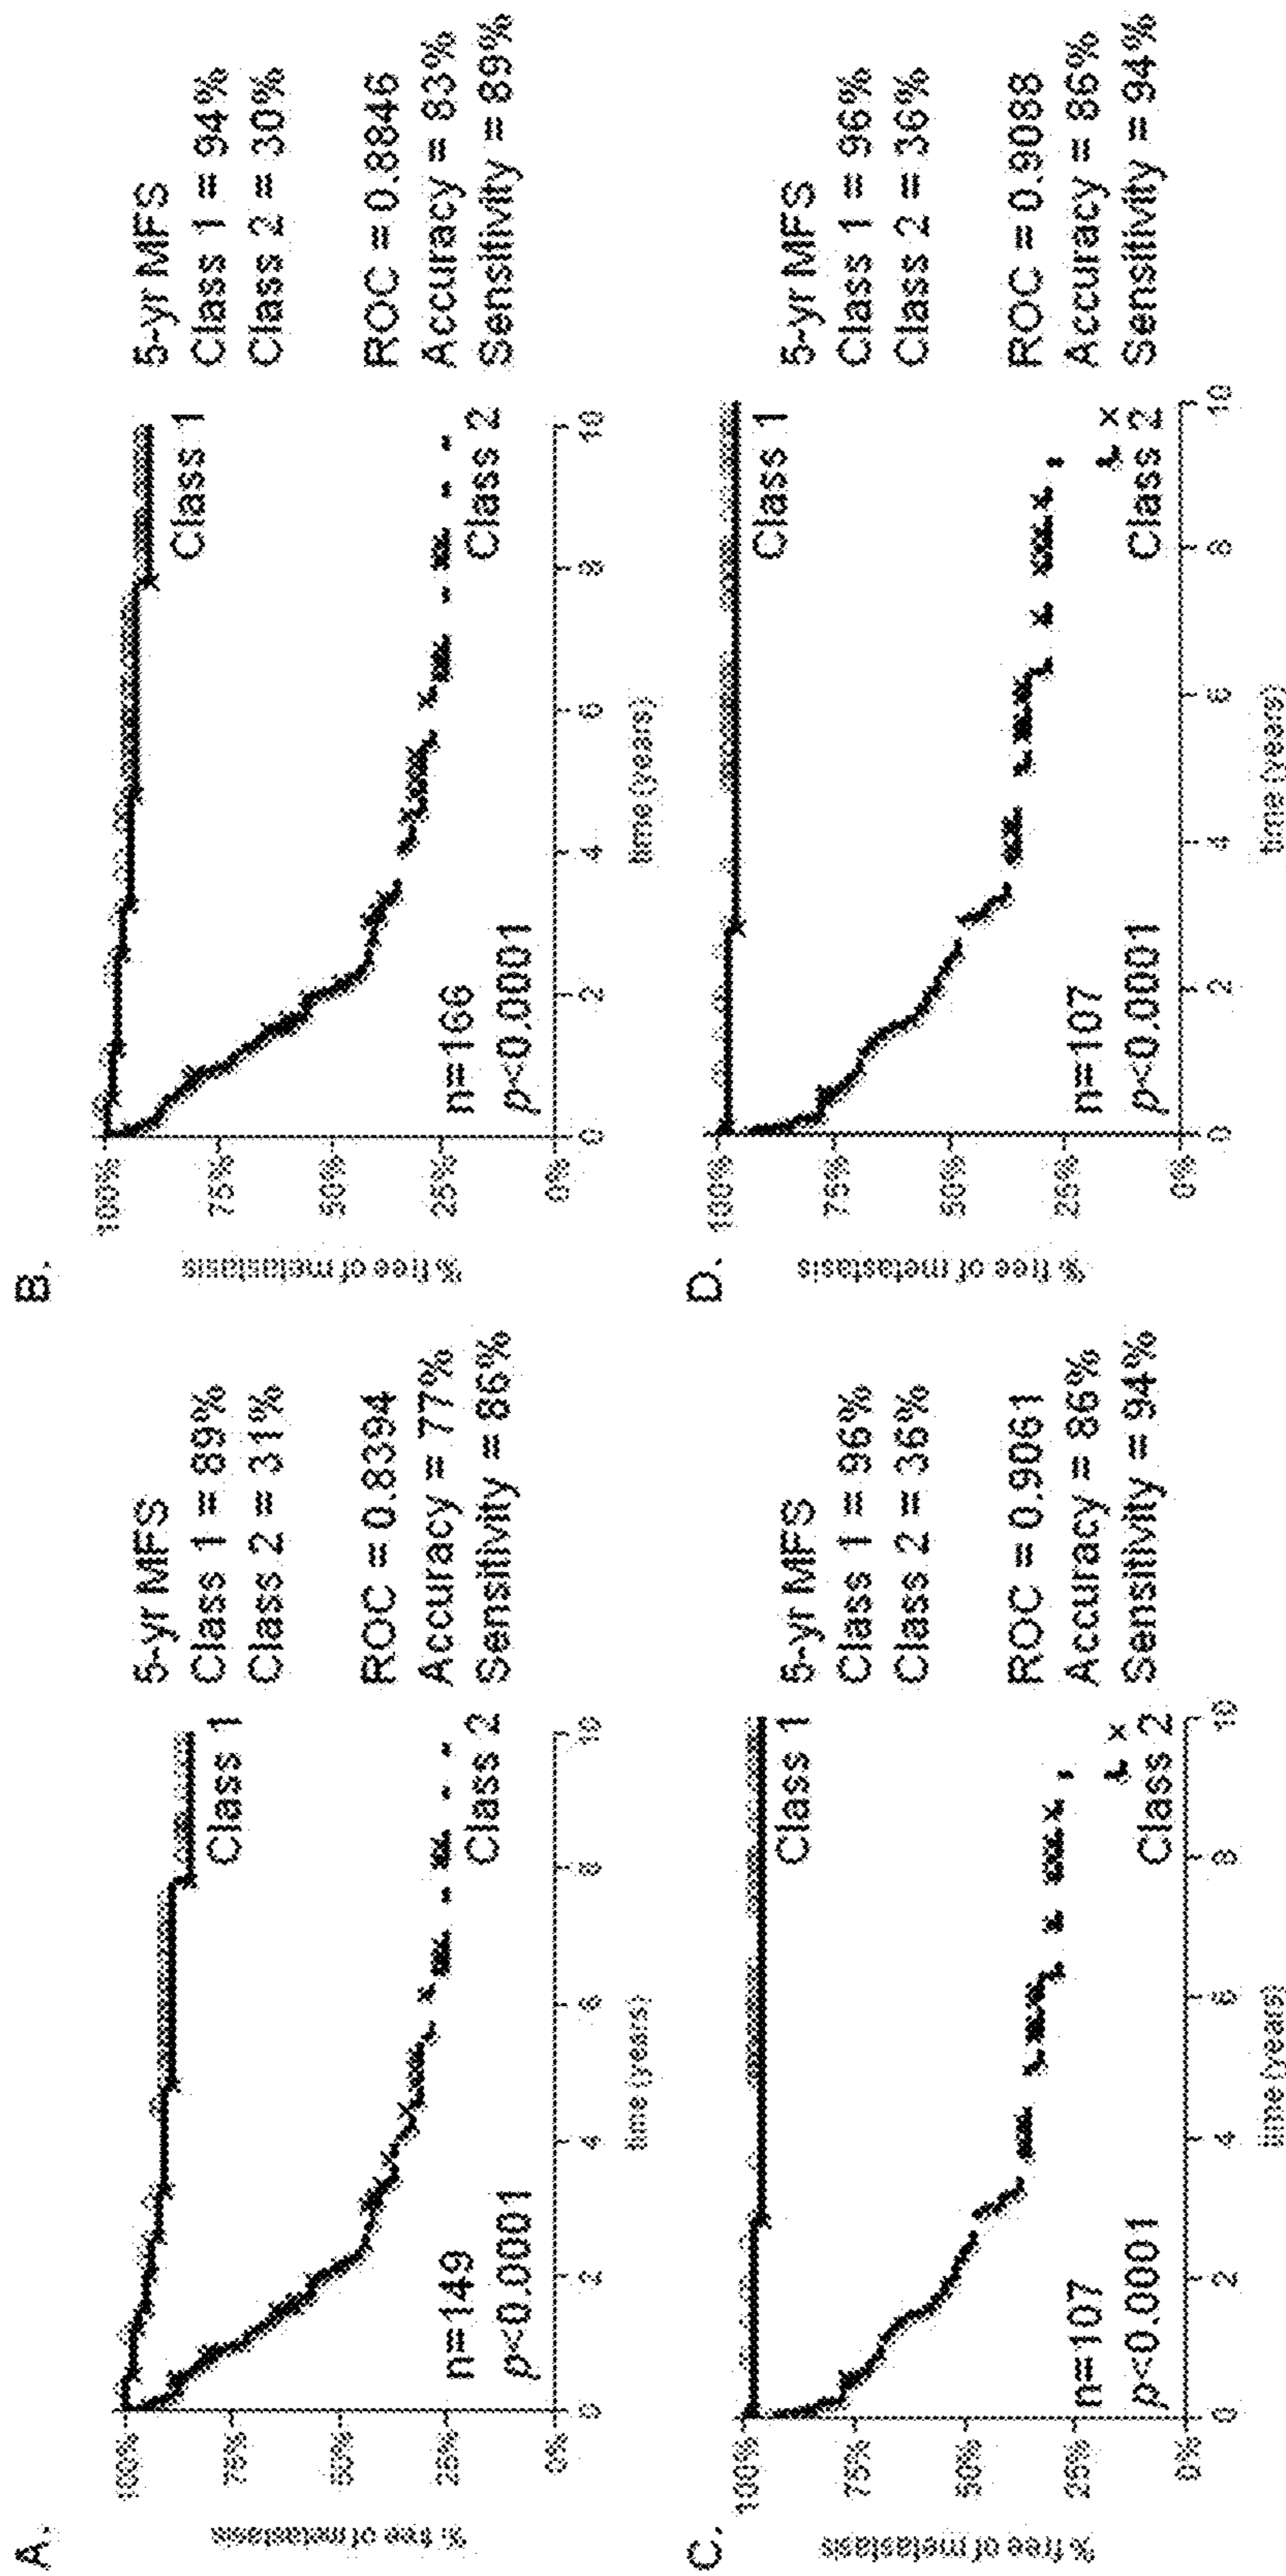 A.
100%
75%
50%
25%
0%
% free of metastasis
0 2 4 6 8 10
time (years)
n=149
p<0.0001
Class 1
Class 2
5-yr MFS
Class 1 = 89%
Class 2 = 31%
ROC = 0.8394
Accuracy = 77%
Sensitivity = 86%
B.
100%
75%
50%
25%
0%
% free of metastasis
0 2 4 6 8 10
time (years)
n=166
p<0.0001
Class 1
Class 2
5-yr MFS
Class 1 = 94%
Class 2 = 30%
ROC = 0.8846
Accuracy = 83%
Sensitivity = 89%
C.
100%
75%
50%
25%
0%
% free of metastasis
0 2 4 6 8 10
time (years)
n=107
p<0.0001
Class 1
Class 2
5-yr MFS
Class 1 = 96%
Class 2 = 36%
ROC = 0.9061
Accuracy = 86%
Sensitivity = 94%
D.
100%
75%
50%
25%
0%
% free of metastasis
0 2 4 6 8 10
time (years)
n=107
p<0.0001
Class 1
Class 2
5-yr MFS
Class 1 = 96%
Class 2 = 36%
ROC = 0.9088
Accuracy = 86%
Sensitivity = 94%